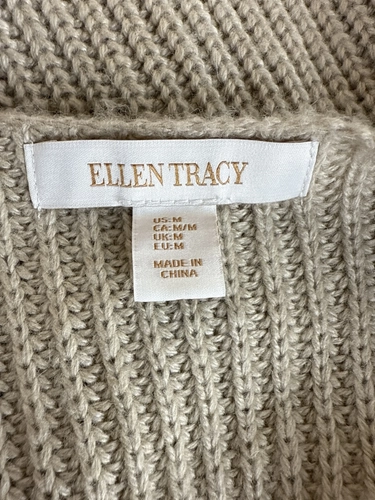 ELLEN TRACY
US:M
CA:M/M
UK:M
EU:M
MADE IN
CHINA